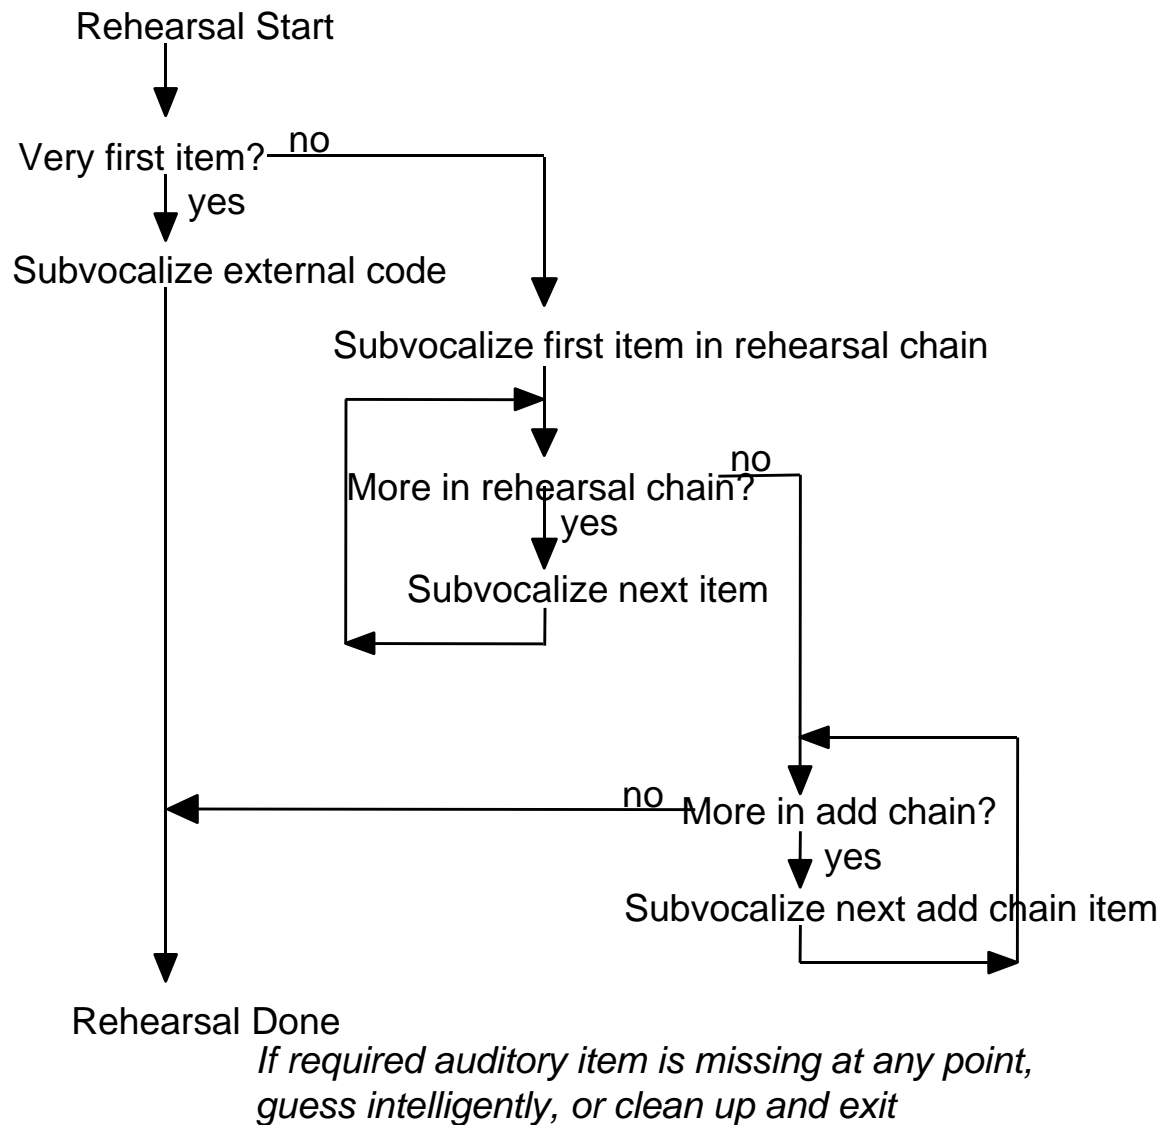 Rehearsal Start
Very first item?
no
yes
Subvocalize external code
Subvocalize first item in rehearsal chain
More in rehearsal chain?
no
yes
Subvocalize next item
no
More in add chain?
yes
Subvocalize next add chain item
Rehearsal Done
If required auditory item is missing at any point,
guess intelligently, or clean up and exit